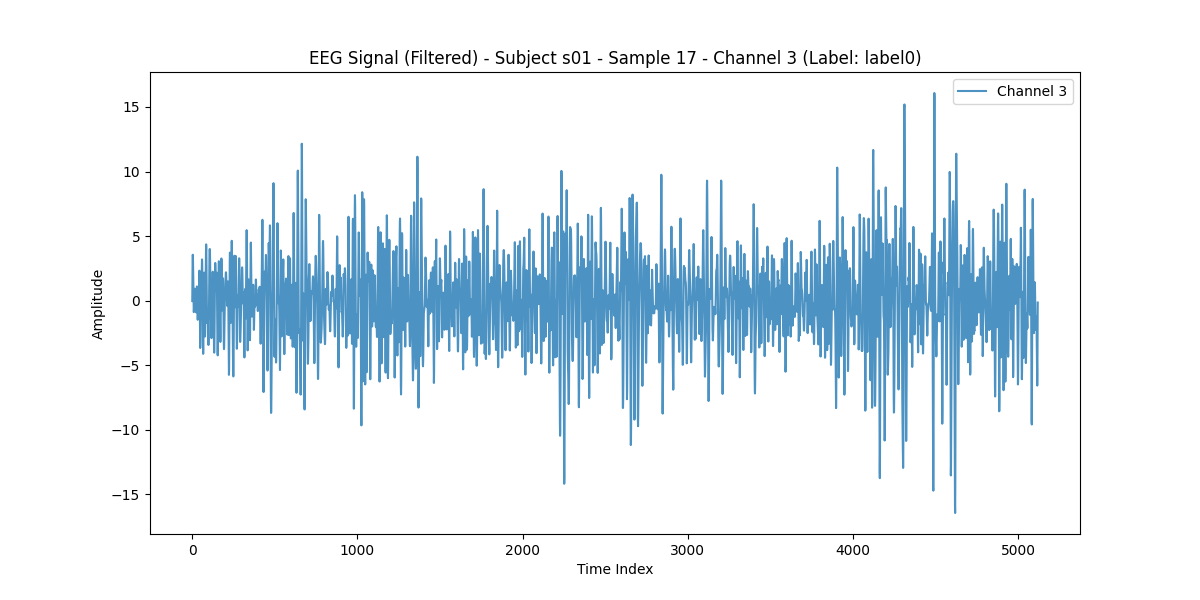 EEG Signal (Filtered) - Subject s01 - Sample 17 - Channel 3 (Label: label0)
Channel 3
15
10
5
0
−5
−10
−15
Amplitude
0 1000 2000 3000 4000 5000
Time Index